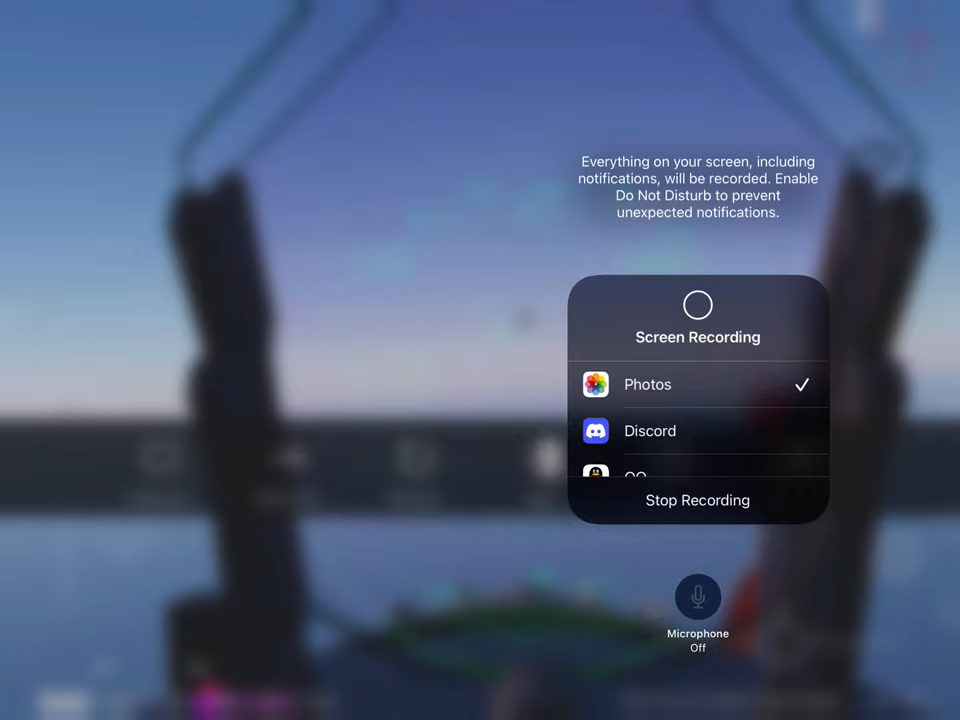 Everything on your screen, including
notifications, will be recorded. Enable
Do Not Disturb to prevent
unexpected notifications.
Screen Recording
Photos
Discord
Stop Recording
Microphone
Off